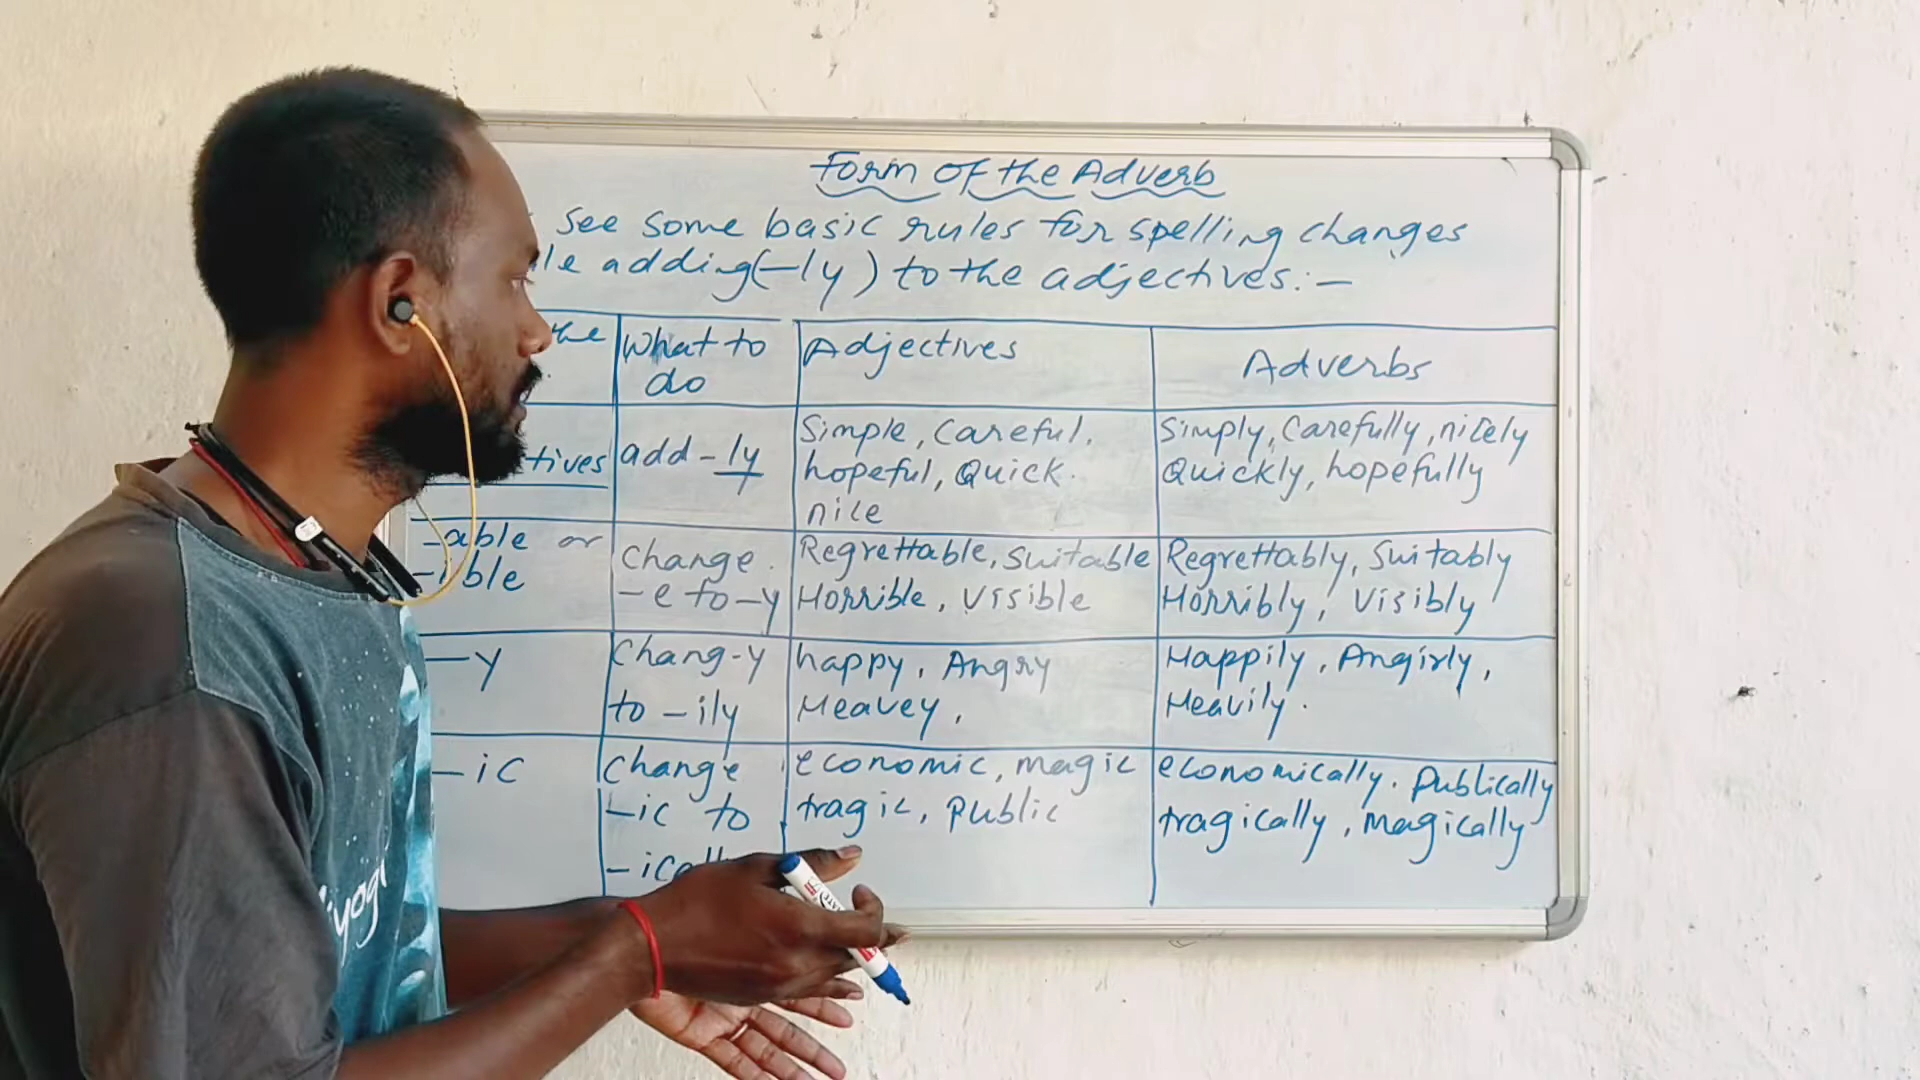 Form of the Adverb
see some basic rules for spelling changes
adding (-ly) to the adjectives:-
the
What to
do
Adjectives
Adverbs
tives
add -ly
Simple, Careful,
hopeful, Quick.
nice
Simply, Carefully, nicely
Quickly, hopefully
-able or
-ible
Change
-e to -y
Regrettable, Suitable
Horrible, Visible
Regrettably, Suitably
Horribly, Visibly
-y
Chang-y
to -ily
happy, Angry
Heavey,
Happily, Angirly,
Heavily.
-ic
Change
-ic to
economic, magic
tragic, Public
economically. Publically
tragically, magically
iyogi